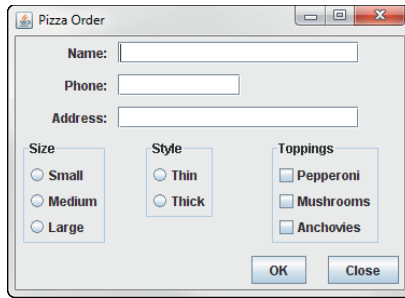 Pizza Order
Name:
Phone:
Address:
Size Style Toppings
Small Thin Pepperoni
Medium Thick Mushrooms
Large Anchovies
OK Close